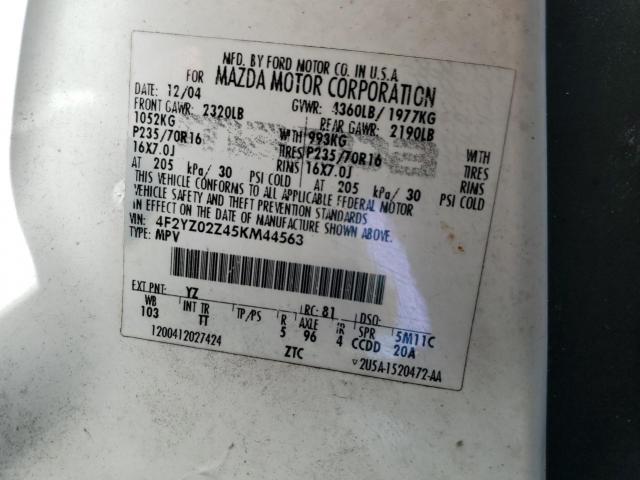 MFD. BY FORD MOTOR CO. IN U.S.A.
FOR MAZDA MOTOR CORPORATION
DATE: 12/04 GVWR: 4360LB/ 1977KG
FRONT GAWR: 2320LB REAR GAWR: 2190LB
1052KG WITH 993KG WITH
P235/70R16 TIRES P235/70R16 TIRES
16X7.0J RIMS 16X7.0J RIMS
AT 205 kPa/ 30 PSI COLD AT 205 kPa/ 30 PSI COLD
THIS VEHICLE CONFORMS TO ALL APPLICABLE FEDERAL MOTOR
VEHICLE SAFETY AND THEFT PREVENTION STANDARDS
IN EFFECT ON THE DATE OF MANUFACTURE SHOWN ABOVE.
VIN: 4F2YZ02Z45KM44563
TYPE: MPV
EXT PNT: YZ RC: 81 DSO:
WB INT TR TP/PS R AXLE TR SPR 5M11C
103 TT 5 96 4 CCDD 20A
1200412027424 ZTC ▽2U5A-1520472-AA